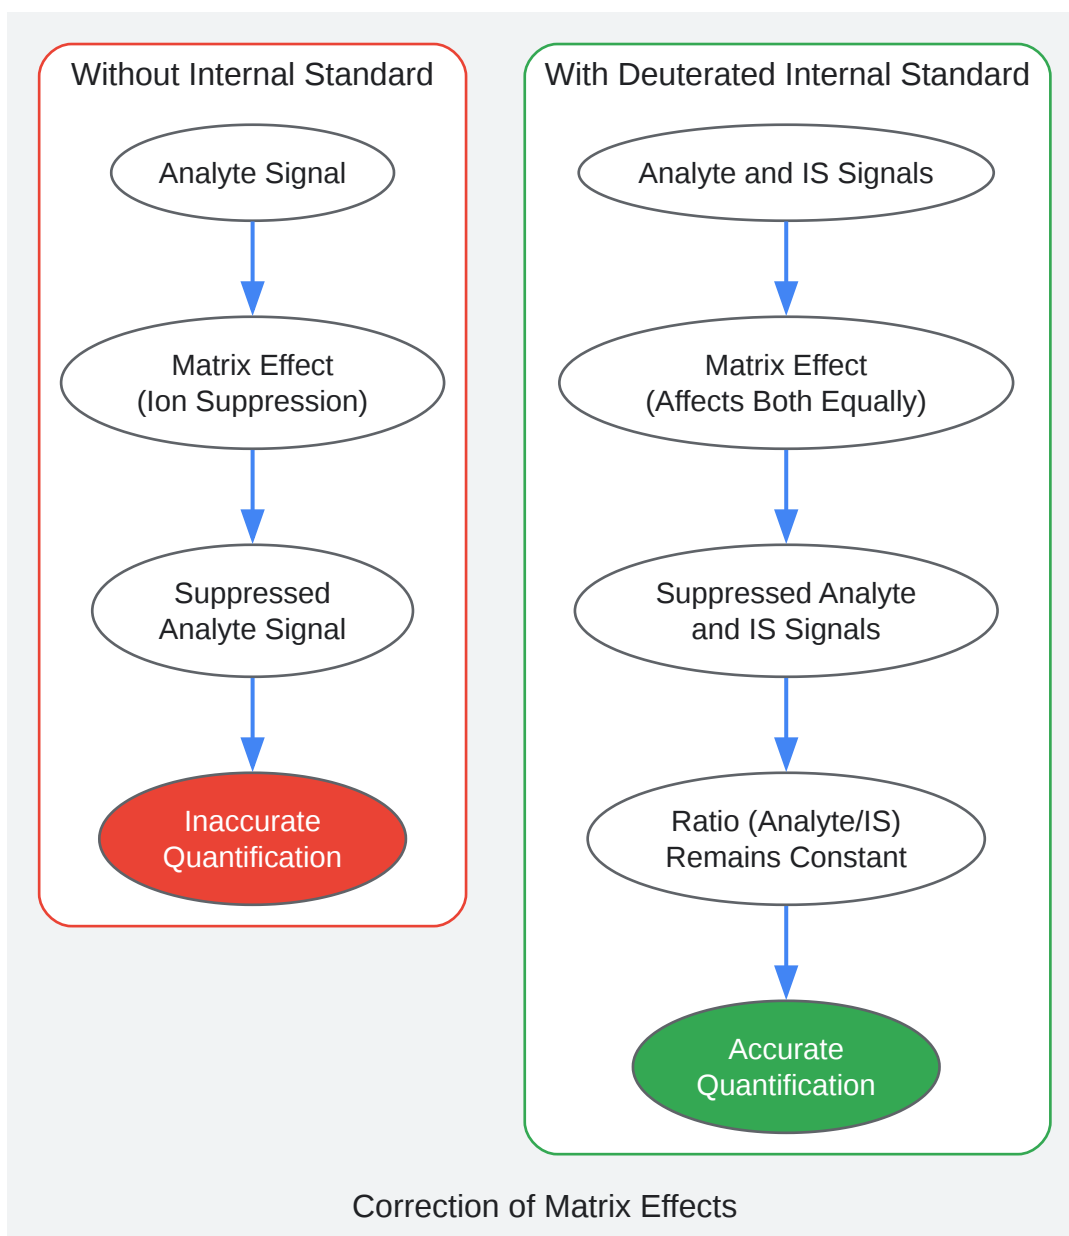 Without Internal Standard
Analyte Signal
Matrix Effect
(Ion Suppression)
Suppressed
Analyte Signal
Inaccurate
Quantification
With Deuterated Internal Standard
Analyte and IS Signals
Matrix Effect
(Affects Both Equally)
Suppressed Analyte
and IS Signals
Ratio (Analyte/IS)
Remains Constant
Accurate
Quantification
Correction of Matrix Effects